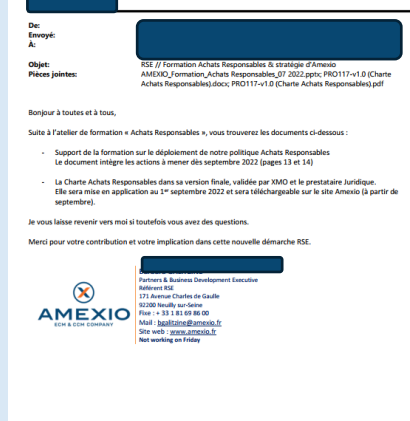 De:
Envoyé:
À:
Objet: RSE // Formation Achats Responsables & stratégie d'Amexio
Pièces jointes: AMEXIO_Formation_Achats Responsables_07 2022.pptx; PRO117-v1.0 (Charte
Achats Responsables).docx; PRO117-v1.0 (Charte Achats Responsables).pdf
Bonjour à toutes et à tous,
Suite à l'atelier de formation « Achats Responsables », vous trouverez les documents ci-dessous :
- Support de la formation sur le déploiement de notre politique Achats Responsables
Le document intègre les actions à mener dès septembre 2022 (pages 13 et 14)
- La Charte Achats Responsables dans sa version finale, validée par XMO et le prestataire Juridique.
Elle sera mise en application au 1er septembre 2022 et sera téléchargeable sur le site Amexio (à partir de
septembre).
Je vous laisse revenir vers moi si toutefois vous avez des questions.
Merci pour votre contribution et votre implication dans cette nouvelle démarche RSE.
AMEXIO
ECM & CCM COMPANY
Partners & Business Development Executive
Référent RSE
171 Avenue Charles de Gaulle
92200 Neuilly sur-Seine
Fixe : + 33 1 81 69 86 00
Mail : bgalitzine@amexio.fr
Site web : www.amexio.fr
Not working on Friday